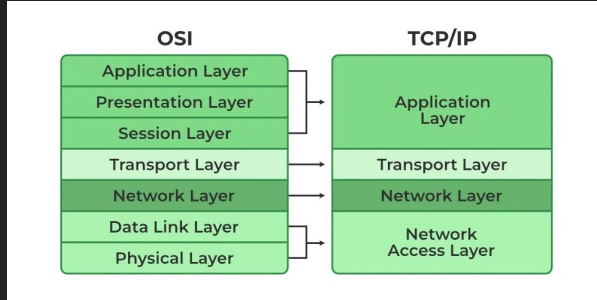 OSI
Application Layer
Presentation Layer
Session Layer
Transport Layer
Network Layer
Data Link Layer
Physical Layer
TCP/IP
Application
Layer
Transport Layer
Network Layer
Network
Access Layer